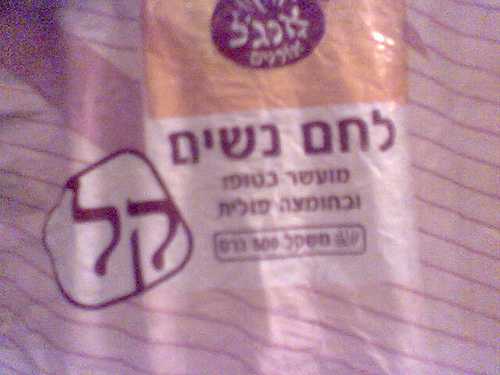 אנג'ל
לחם נשים
מועשר בטופו
ובחומצה פולית
משקל 500 גרם
קל